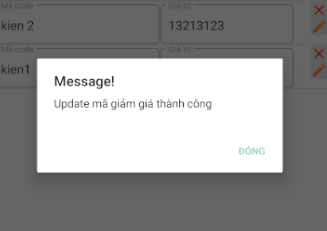 Mã code
Giá trị
kien 2
13213123
Mã code
Giá trị
kien1
Message!
Update mã giảm giá thành công
ĐÓNG